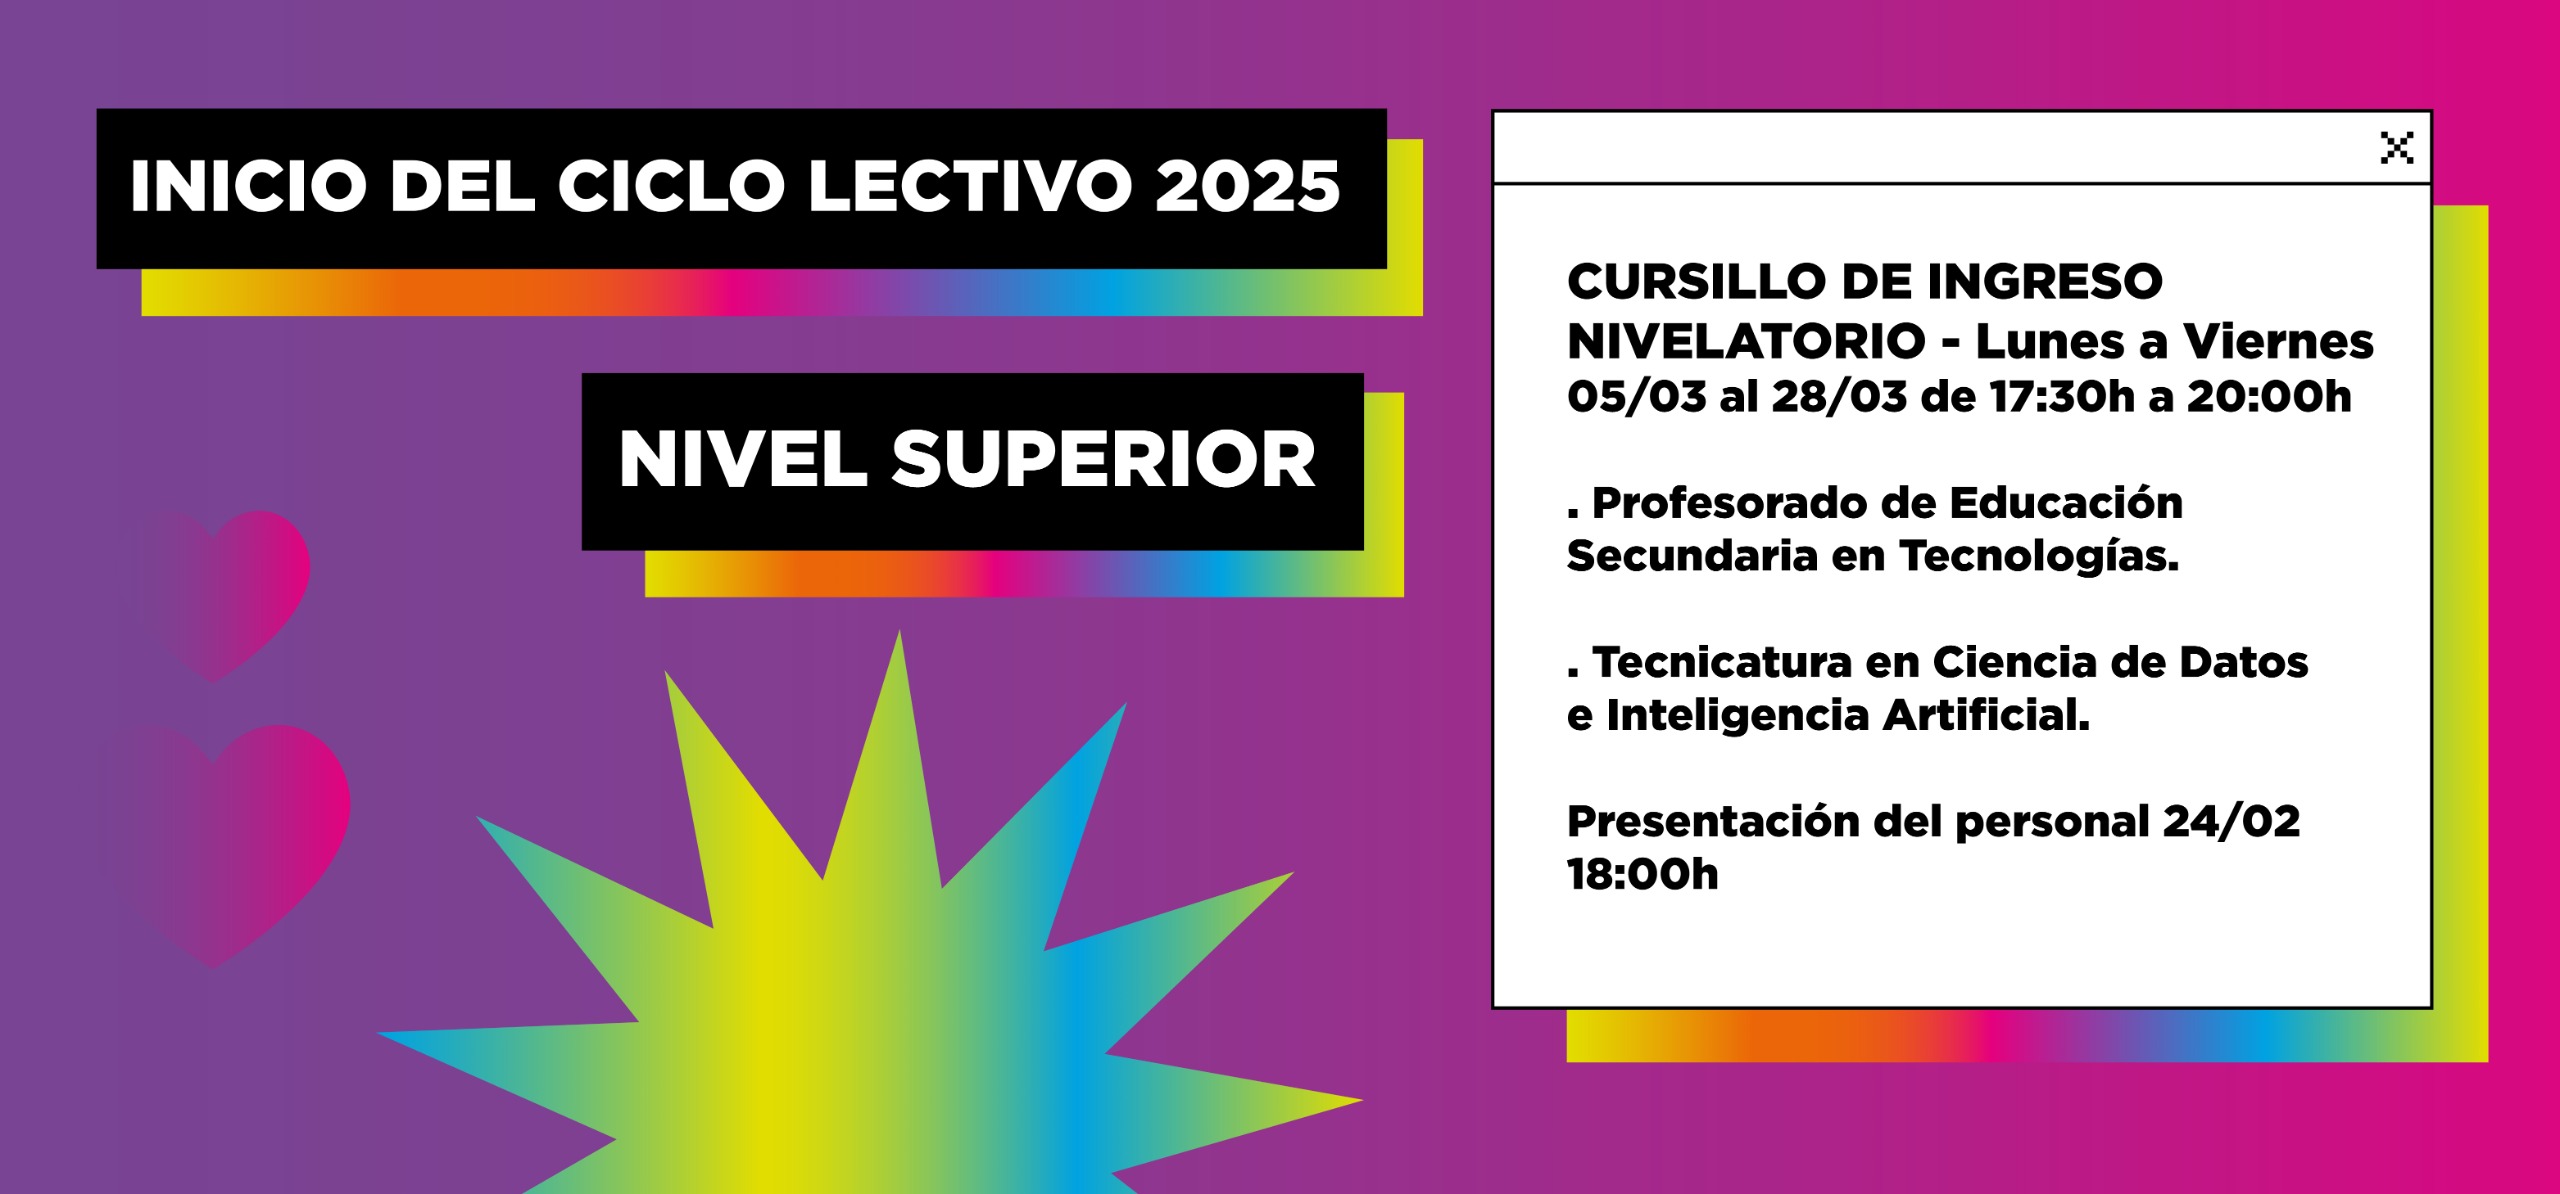 INICIO DEL CICLO LECTIVO 2025
NIVEL SUPERIOR
CURSILLO DE INGRESO
NIVELATORIO - Lunes a Viernes
05/03 al 28/03 de 17:30h a 20:00h
. Profesorado de Educación
Secundaria en Tecnologías.
. Tecnicatura en Ciencia de Datos
e Inteligencia Artificial.
Presentación del personal 24/02
18:00h